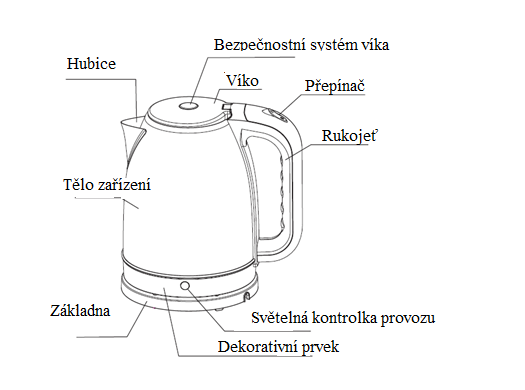 Bezpečnostní systém víka
Hubice
Víko
Přepínač
Rukojeť
Tělo zařízení
Základna
Světelná kontrolka provozu
Dekorativní prvek